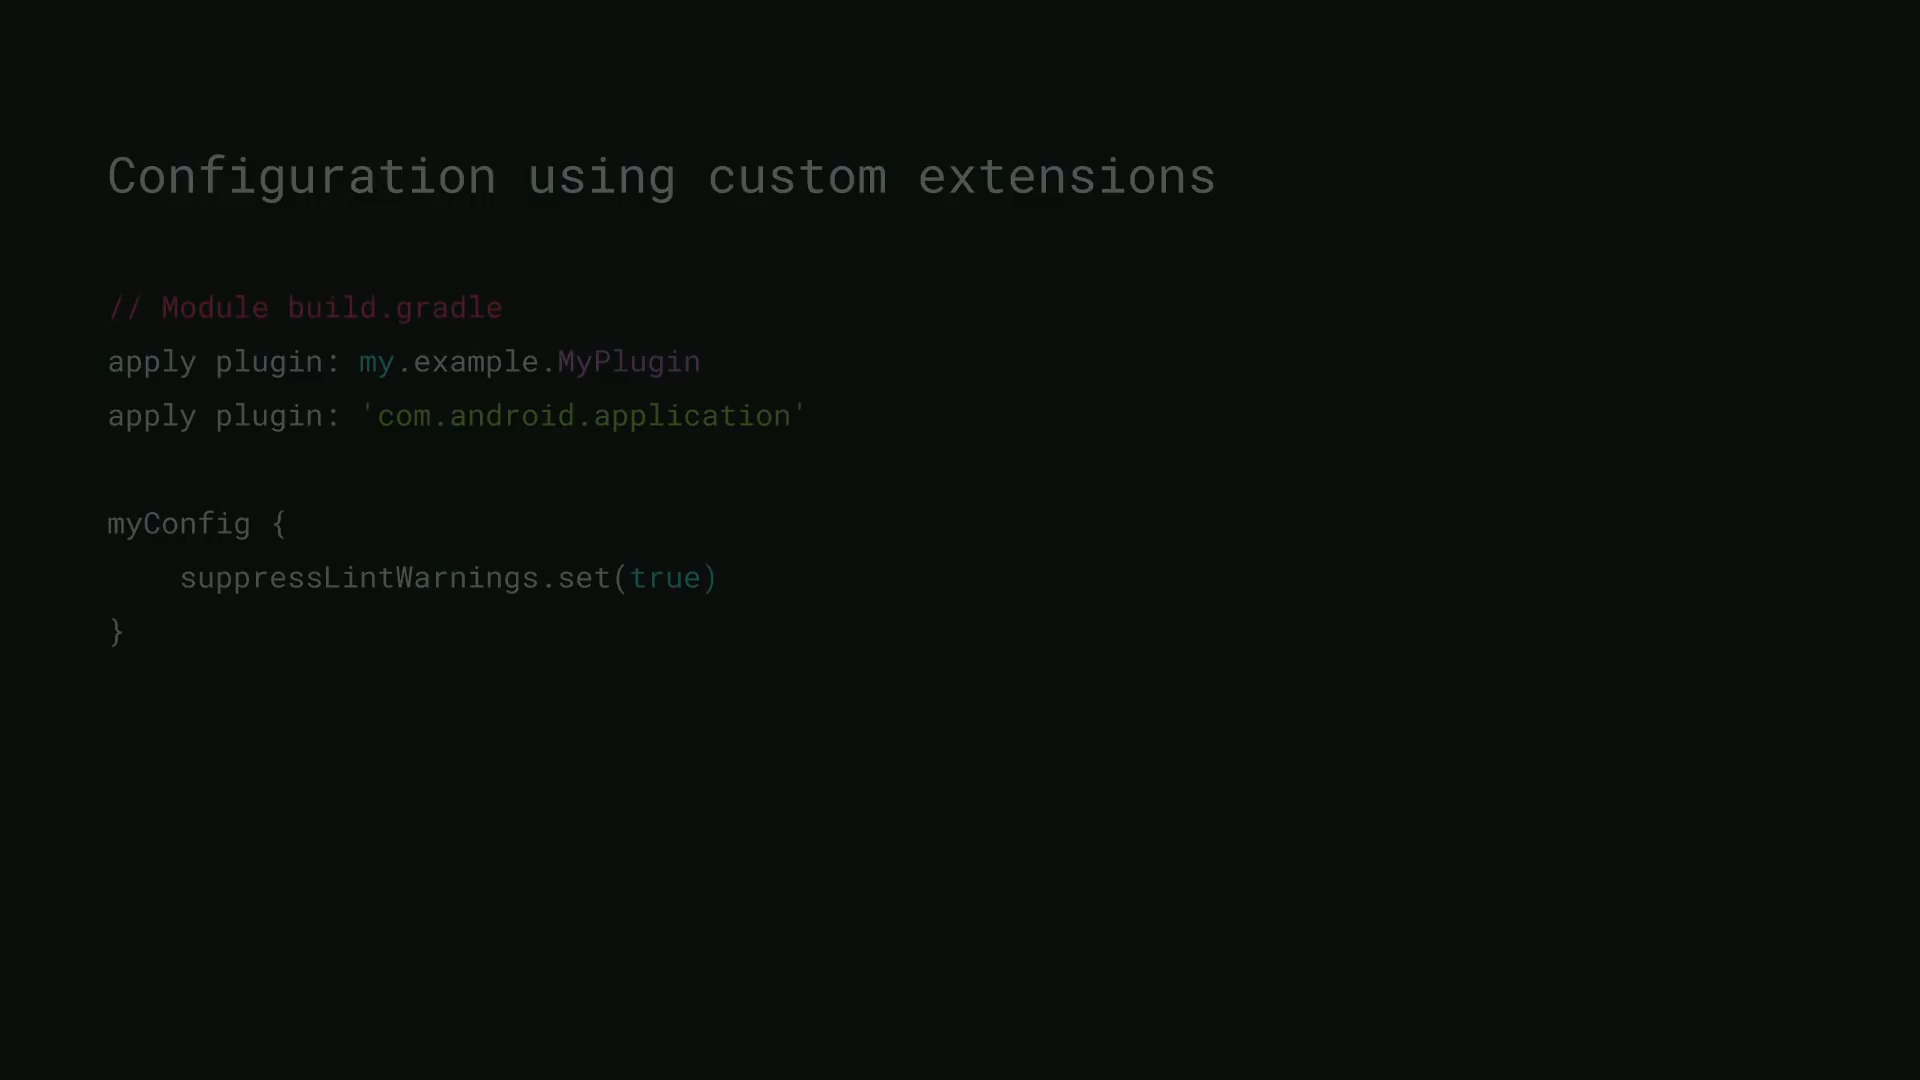 Configuration using custom extensions
// Module build.gradle
apply plugin: my.example.MyPlugin
apply plugin: 'com.android.application'
myConfig {
    suppressLintWarnings.set(true)
}